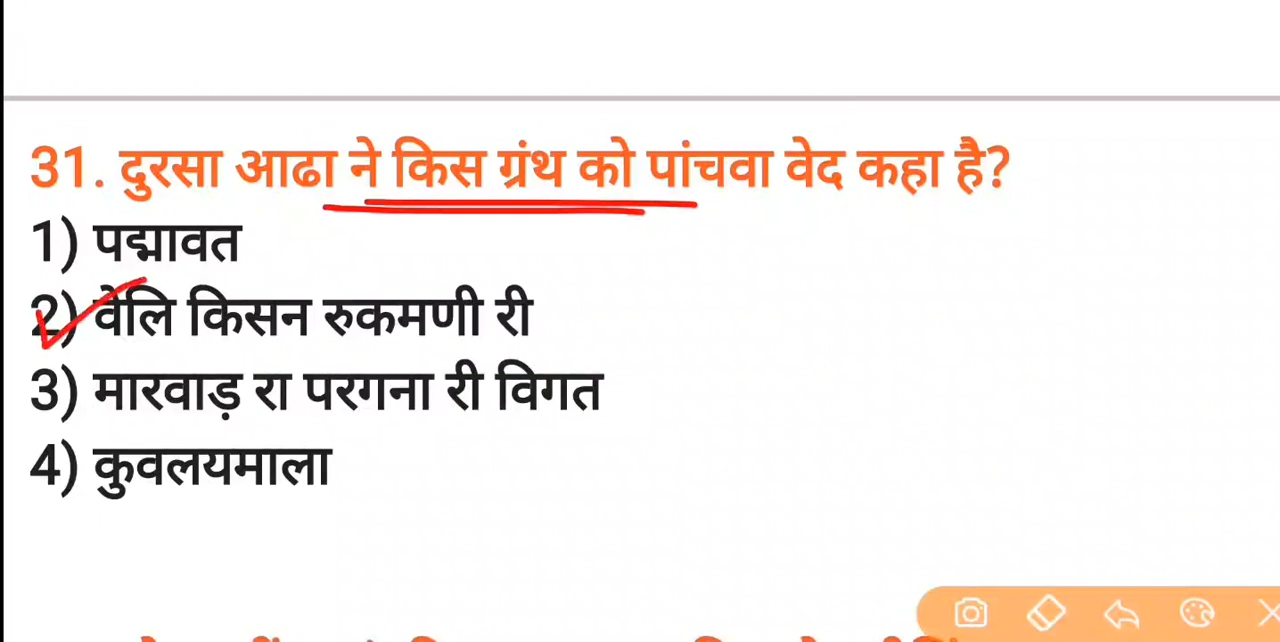 31. दुरसा आढा ने किस ग्रंथ को पांचवा वेद कहा है?
1) पद्मावत
2) वेलि किसन रुकमणी री
3) मारवाड़ रा परगना री विगत
4) कुवलयमाला